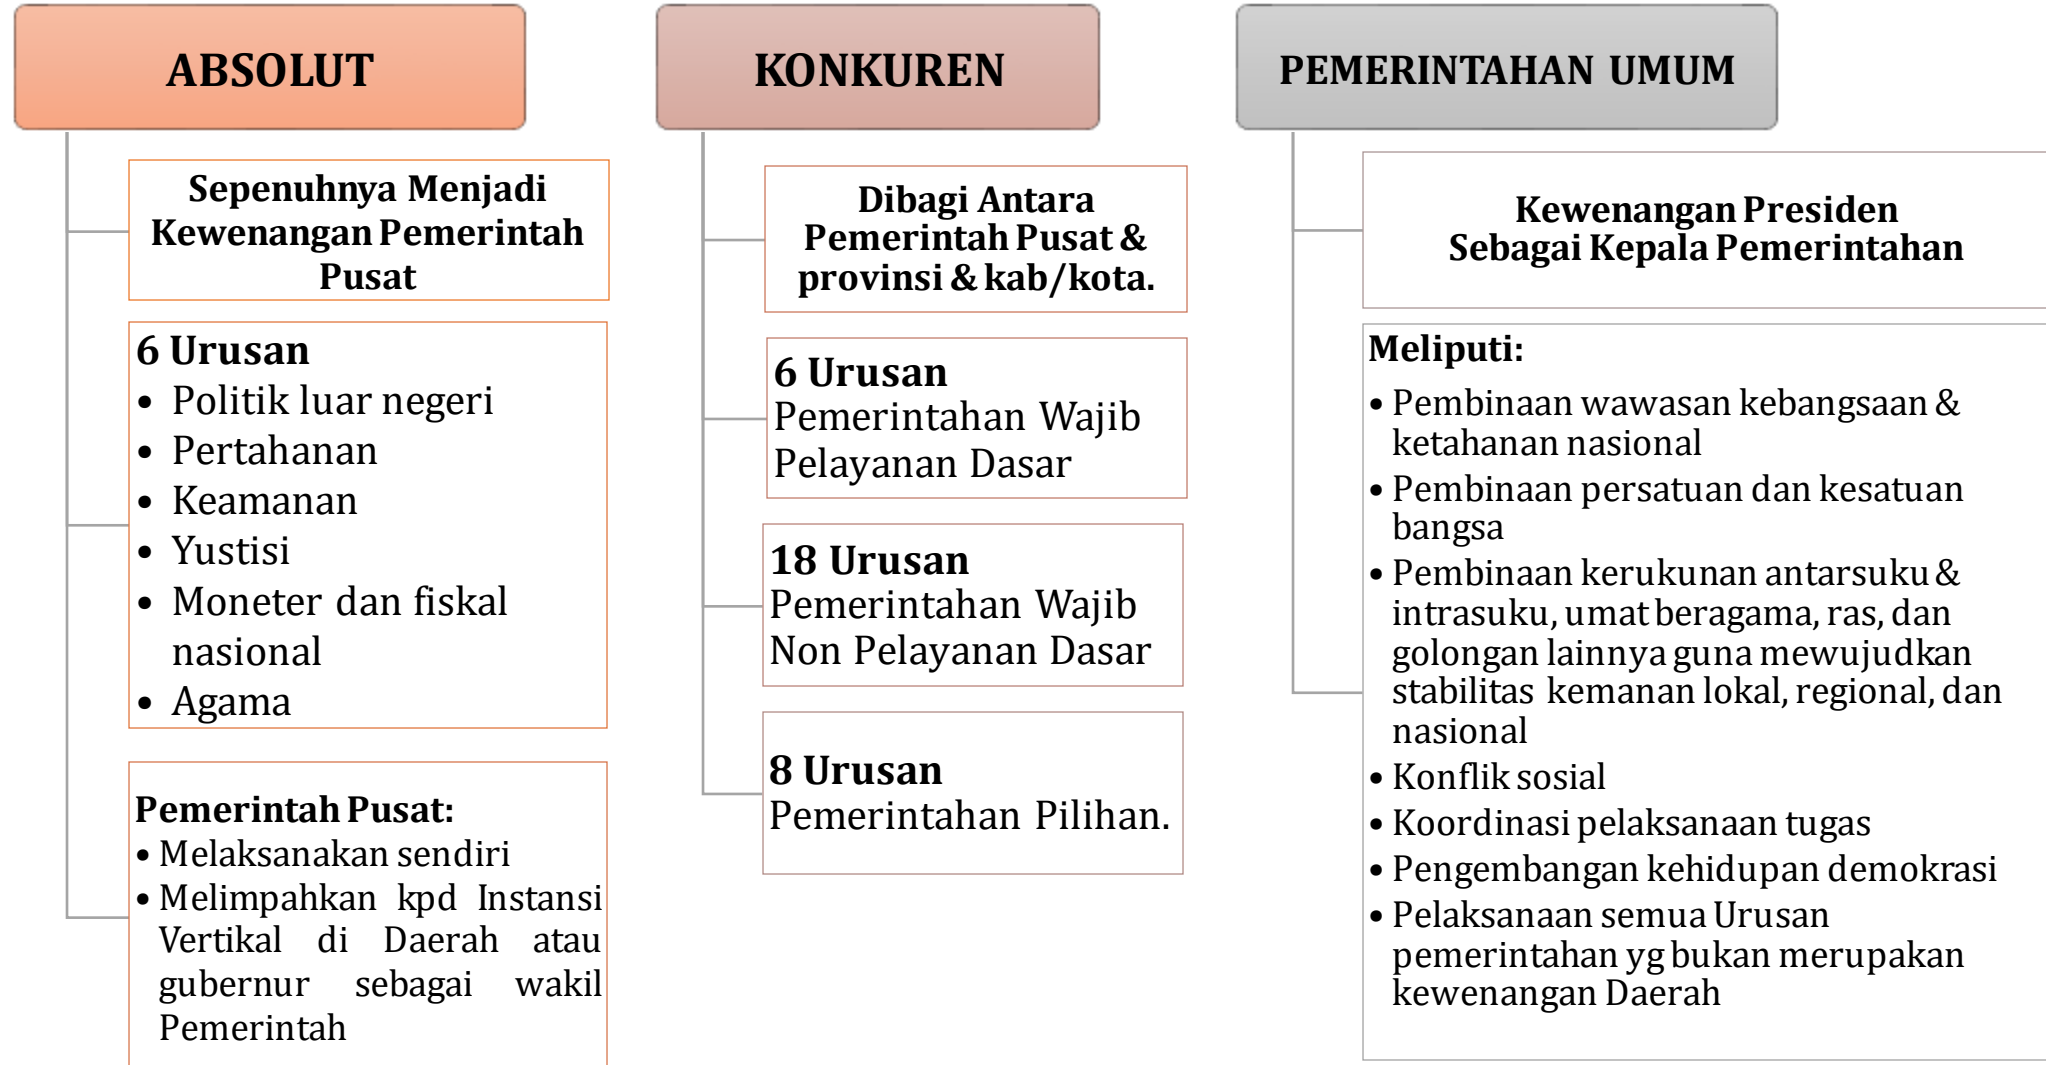 ABSOLUT
Sepenuhnya Menjadi
Kewenangan Pemerintah
Pusat
6 Urusan
• Politik luar negeri
• Pertahanan
• Keamanan
• Yustisi
• Moneter dan fiskal
nasional
• Agama
Pemerintah Pusat:
• Melaksanakan sendiri
• Melimpahkan kpd Instansi
Vertikal di Daerah atau
gubernur sebagai wakil
Pemerintah
KONKUREN
Dibagi Antara
Pemerintah Pusat &
provinsi & kab/kota.
6 Urusan
Pemerintahan Wajib
Pelayanan Dasar
18 Urusan
Pemerintahan Wajib
Non Pelayanan Dasar
8 Urusan
Pemerintahan Pilihan.
PEMERINTAHAN UMUM
Kewenangan Presiden
Sebagai Kepala Pemerintahan
Meliputi:
• Pembinaan wawasan kebangsaan &
ketahanan nasional
• Pembinaan persatuan dan kesatuan
bangsa
• Pembinaan kerukunan antarsuku &
intrasuku, umat beragama, ras, dan
golongan lainnya guna mewujudkan
stabilitas kemanan lokal, regional, dan
nasional
• Konflik sosial
• Koordinasi pelaksanaan tugas
• Pengembangan kehidupan demokrasi
• Pelaksanaan semua Urusan
pemerintahan yg bukan merupakan
kewenangan Daerah